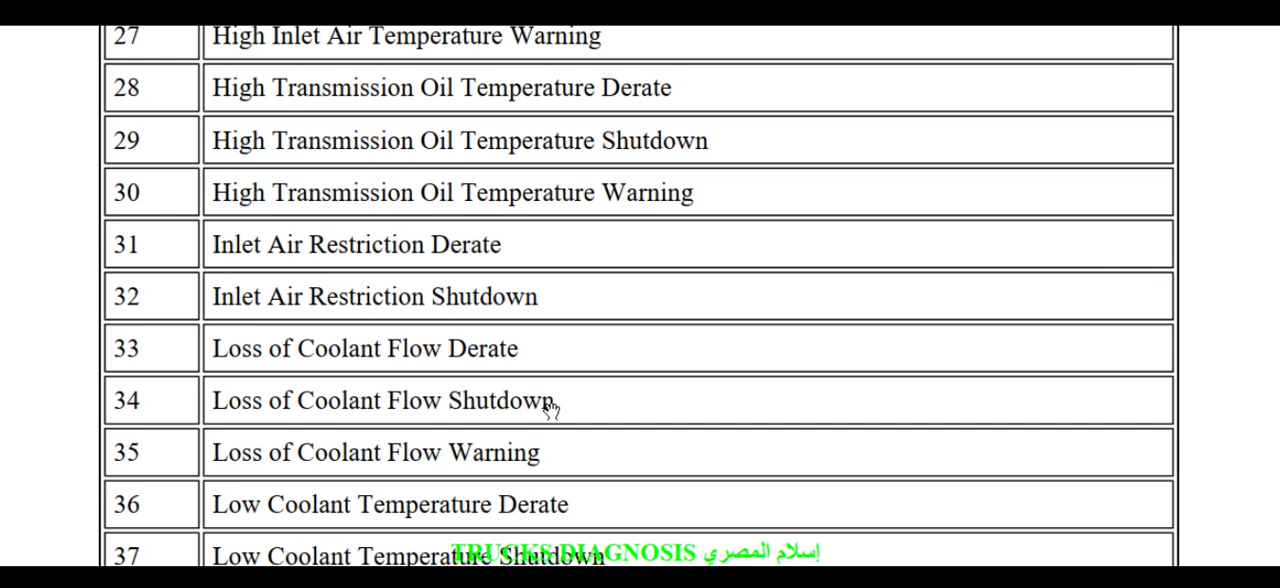 27 High Inlet Air Temperature Warning
28 High Transmission Oil Temperature Derate
29 High Transmission Oil Temperature Shutdown
30 High Transmission Oil Temperature Warning
31 Inlet Air Restriction Derate
32 Inlet Air Restriction Shutdown
33 Loss of Coolant Flow Derate
34 Loss of Coolant Flow Shutdown
35 Loss of Coolant Flow Warning
36 Low Coolant Temperature Derate
37 Low Coolant Temperature Shutdown
TRUCKS DIAGNOSIS إسلام المصري